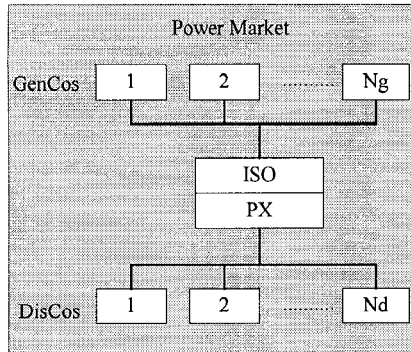 Power Market
GenCos 1 2 ........ Ng
ISO
PX
DisCos 1 2 ........ Nd